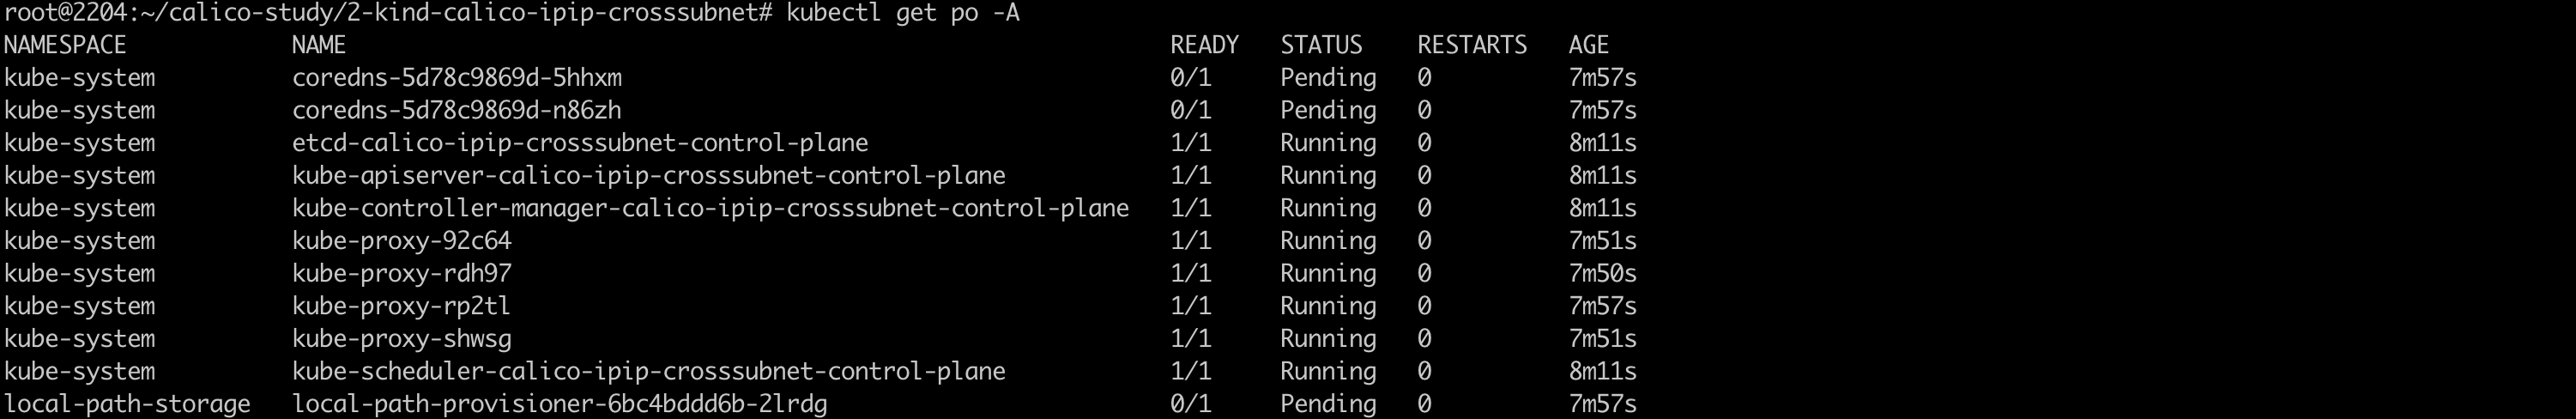 root@2204:~/calico-study/2-kind-calico-ipip-crosssubnet# kubectl get po -A
NAMESPACE            NAME                                                            READY   STATUS    RESTARTS   AGE
kube-system          coredns-5d78c9869d-5hhxm                                        0/1     Pending   0          7m57s
kube-system          coredns-5d78c9869d-n86zh                                        0/1     Pending   0          7m57s
kube-system          etcd-calico-ipip-crosssubnet-control-plane                      1/1     Running   0          8m11s
kube-system          kube-apiserver-calico-ipip-crosssubnet-control-plane            1/1     Running   0          8m11s
kube-system          kube-controller-manager-calico-ipip-crosssubnet-control-plane   1/1     Running   0          8m11s
kube-system          kube-proxy-92c64                                                1/1     Running   0          7m51s
kube-system          kube-proxy-rdh97                                                1/1     Running   0          7m50s
kube-system          kube-proxy-rp2tl                                                1/1     Running   0          7m57s
kube-system          kube-proxy-shwsg                                                1/1     Running   0          7m51s
kube-system          kube-scheduler-calico-ipip-crosssubnet-control-plane            1/1     Running   0          8m11s
local-path-storage   local-path-provisioner-6bc4bddd6b-2lrdg                         0/1     Pending   0          7m57s